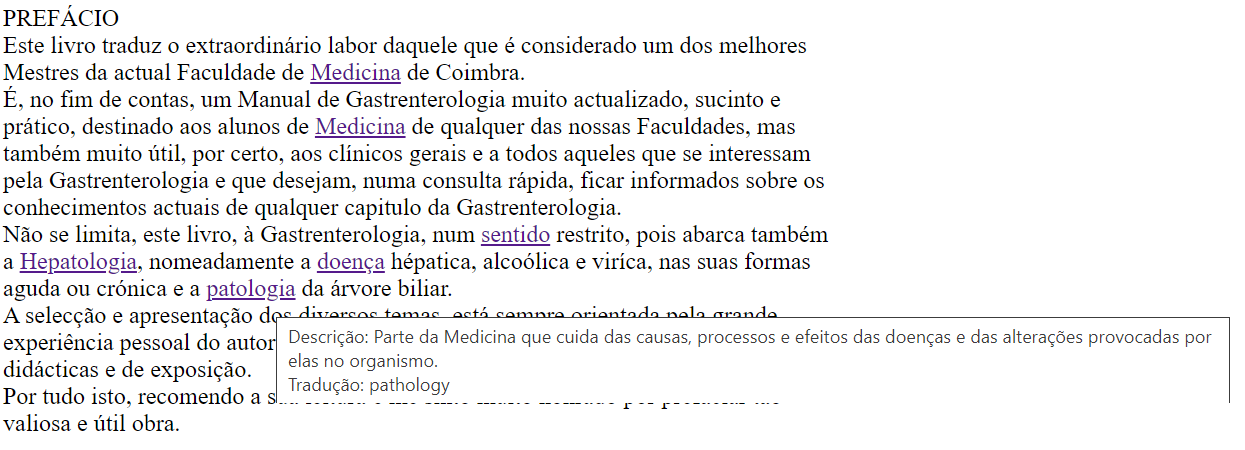 PREFÁCIO
Este livro traduz o extraordinário labor daquele que é considerado um dos melhores
Mestres da actual Faculdade de Medicina de Coimbra.
É, no fim de contas, um Manual de Gastrenterologia muito actualizado, sucinto e
prático, destinado aos alunos de Medicina de qualquer das nossas Faculdades, mas
também muito útil, por certo, aos clínicos gerais e a todos aqueles que se interessam
pela Gastrenterologia e que desejam, numa consulta rápida, ficar informados sobre os
conhecimentos actuais de qualquer capitulo da Gastrenterologia.
Não se limita, este livro, à Gastrenterologia, num sentido restrito, pois abarca também
a Hepatologia, nomeadamente a doença hépatica, alcoólica e viríca, nas suas formas
aguda ou crónica e a patologia da árvore biliar.
A selecção e apresentação dos diversos temas, está sempre orientada pela grande
experiência pessoal do autor
didácticas e de exposição.
Por tudo isto, recomendo a
valiosa e útil obra.
Descrição: Parte da Medicina que cuida das causas, processos e efeitos das doenças e das alterações provocadas por
elas no organismo.
Tradução: pathology